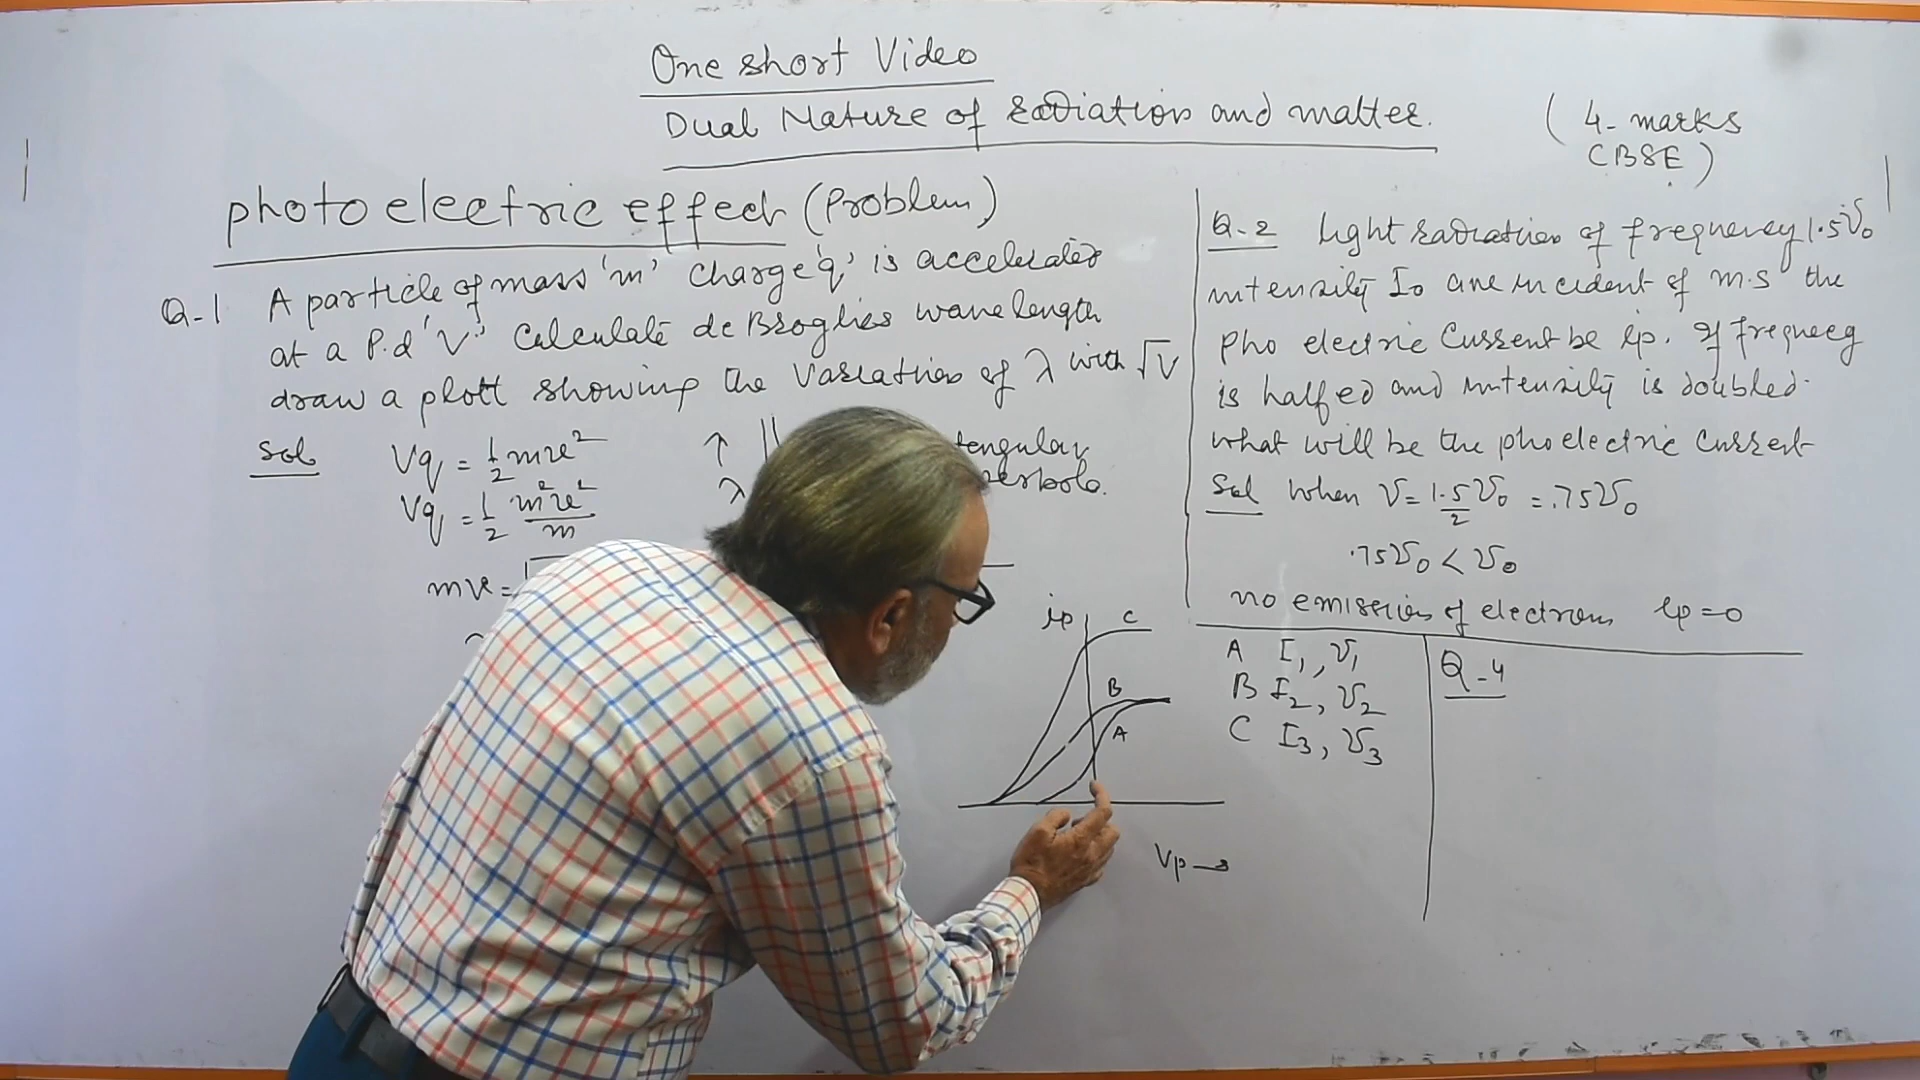 One short Video
Dual Nature of radiation and matter.
( 4- marks
CBSE )
photo electric effect (Problem)
Q-1 A particle of mass 'm' charge 'q' is accelerated
at a P.d 'V'. Calculate de Broglies wavelength
draw a plott showing the Variation of λ with √V
Sol Vq = 1/2 mv²
Vq = 1/2 m²v²/m
mv =
↑
λ
Q-2 light radiation of frequency 1.5ν₀
intensity I₀ are incident of m.s the
pho electric Current be ip. If frequecy
is halfed and intensity is doubled.
what will be the phoelectric current
Sol when ν = 1.5/2 ν₀ = .75ν₀
.75ν₀ < ν₀
no emission of electrons ip = 0
ip
C
B
A
Vp →
A I₁, ν₁
B I₂, ν₂
C I₃, ν₃
Q-4